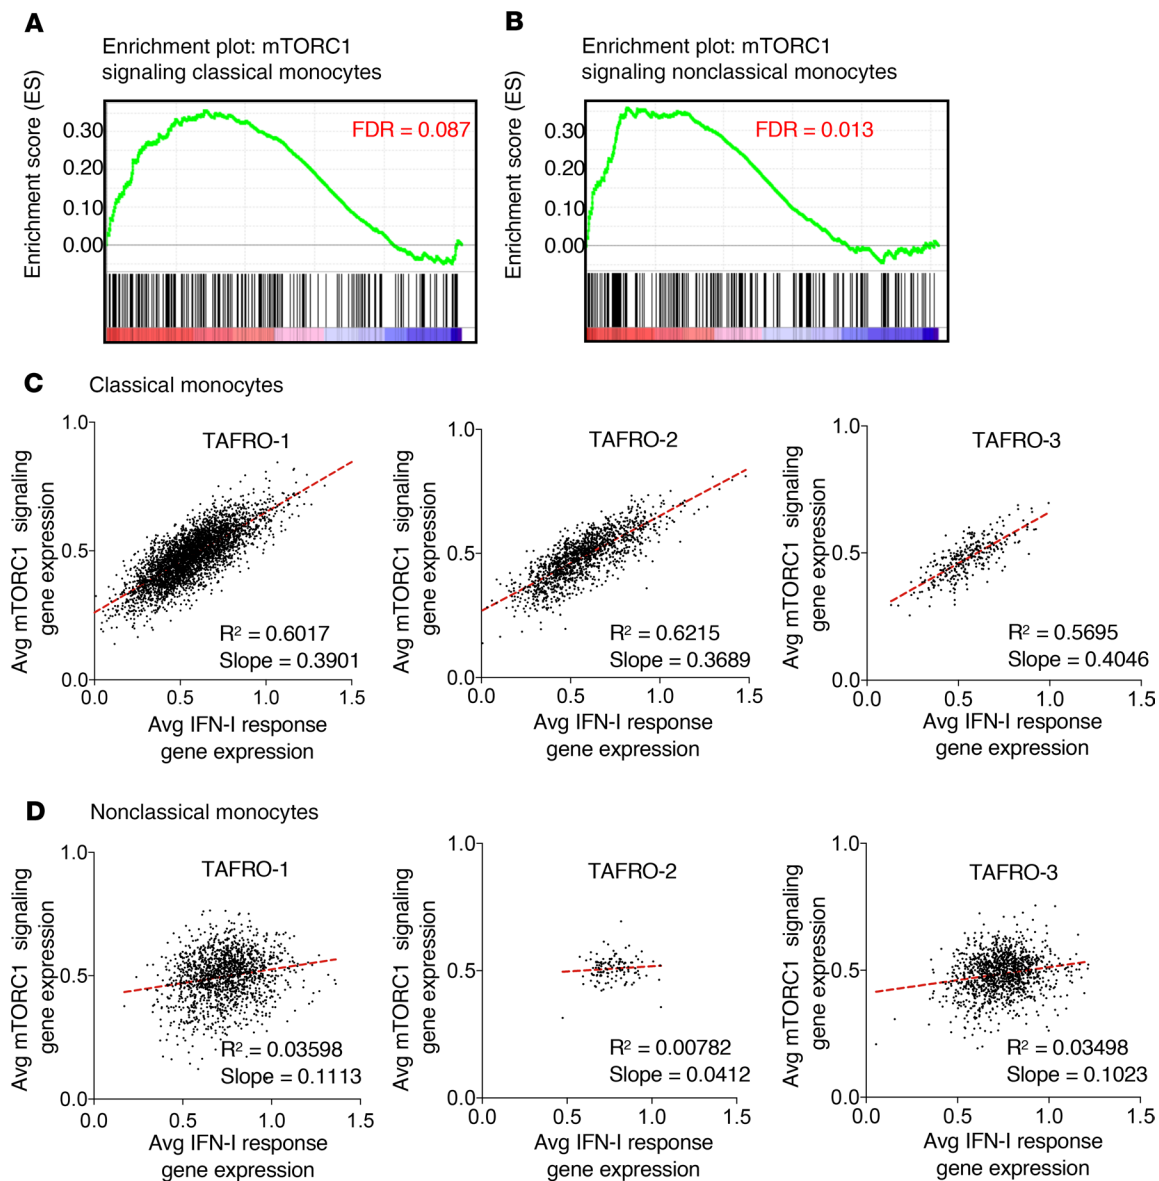 A
Enrichment plot: mTORC1
signaling classical monocytes
Enrichment score (ES)
0.30
0.20
0.10
0.00
FDR = 0.087
B
Enrichment plot: mTORC1
signaling nonclassical monocytes
Enrichment score (ES)
0.30
0.20
0.10
0.00
FDR = 0.013
C
Classical monocytes
TAFRO-1
Avg mTORC1 signaling
gene expression
1.0
0.5
0.0
R² = 0.6017
Slope = 0.3901
0.0 0.5 1.0 1.5
Avg IFN-I response
gene expression
TAFRO-2
Avg mTORC1 signaling
gene expression
1.0
0.5
0.0
R² = 0.6215
Slope = 0.3689
0.0 0.5 1.0 1.5
Avg IFN-I response
gene expression
TAFRO-3
Avg mTORC1 signaling
gene expression
1.0
0.5
0.0
R² = 0.5695
Slope = 0.4046
0.0 0.5 1.0 1.5
Avg IFN-I response
gene expression
D
Nonclassical monocytes
TAFRO-1
Avg mTORC1 signaling
gene expression
1.0
0.5
0.0
R² = 0.03598
Slope = 0.1113
0.0 0.5 1.0 1.5
Avg IFN-I response
gene expression
TAFRO-2
Avg mTORC1 signaling
gene expression
1.0
0.5
0.0
R² = 0.00782
Slope = 0.0412
0.0 0.5 1.0 1.5
Avg IFN-I response
gene expression
TAFRO-3
Avg mTORC1 signaling
gene expression
1.0
0.5
0.0
R² = 0.03498
Slope = 0.1023
0.0 0.5 1.0 1.5
Avg IFN-I response
gene expression